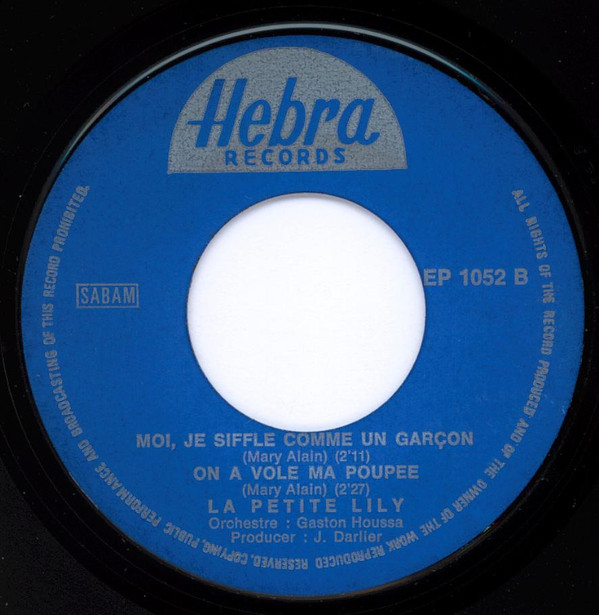 Hebra
RECORDS
EP 1052 B
SABAM
MOI, JE SIFFLE COMME UN GARÇON
(Mary Alain) (2'11)
ON A VOLE MA POUPEE
(Mary Alain) (2'27)
LA PETITE LILY
Orchestre : Gaston Houssa
Producer : J. Darlier
ALL RIGHTS OF THE RECORD PRODUCED AND OF THE OWNER OF THE WORK REPRODUCED RESERVED. COPYING, PUBLIC PERFORMANCE AND BROADCASTING OF THIS RECORD PROHIBITED.